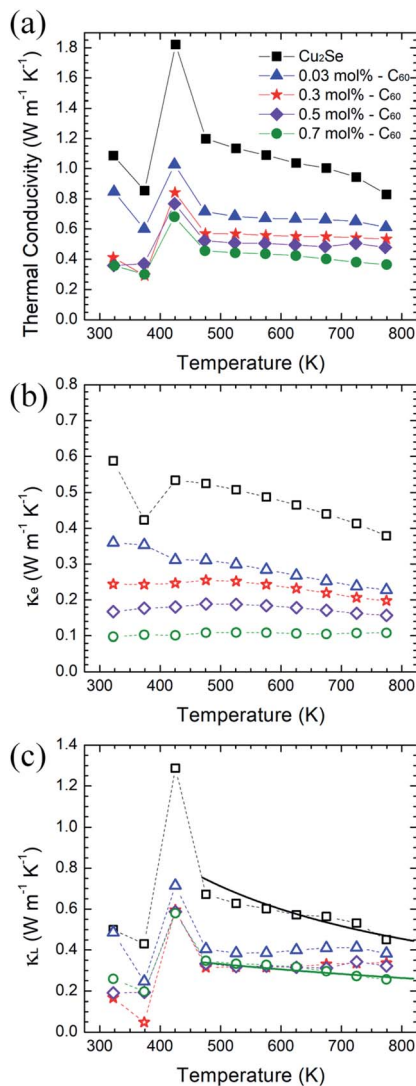 (a)
Thermal Conducivity (W m⁻¹ K⁻¹)
1.8
1.6
1.4
1.2
1.0
0.8
0.6
0.4
0.2
0.0
Cu₂Se
0.03 mol% - C₆₀
0.3 mol% - C₆₀
0.5 mol% - C₆₀
0.7 mol% - C₆₀
300 400 500 600 700 800
Temperature (K)
(b)
κe (W m⁻¹ K⁻¹)
0.8
0.7
0.6
0.5
0.4
0.3
0.2
0.1
0.0
300 400 500 600 700 800
Temperature (K)
(c)
κL (W m⁻¹ K⁻¹)
1.4
1.2
1.0
0.8
0.6
0.4
0.2
0.0
300 400 500 600 700 800
Temperature (K)